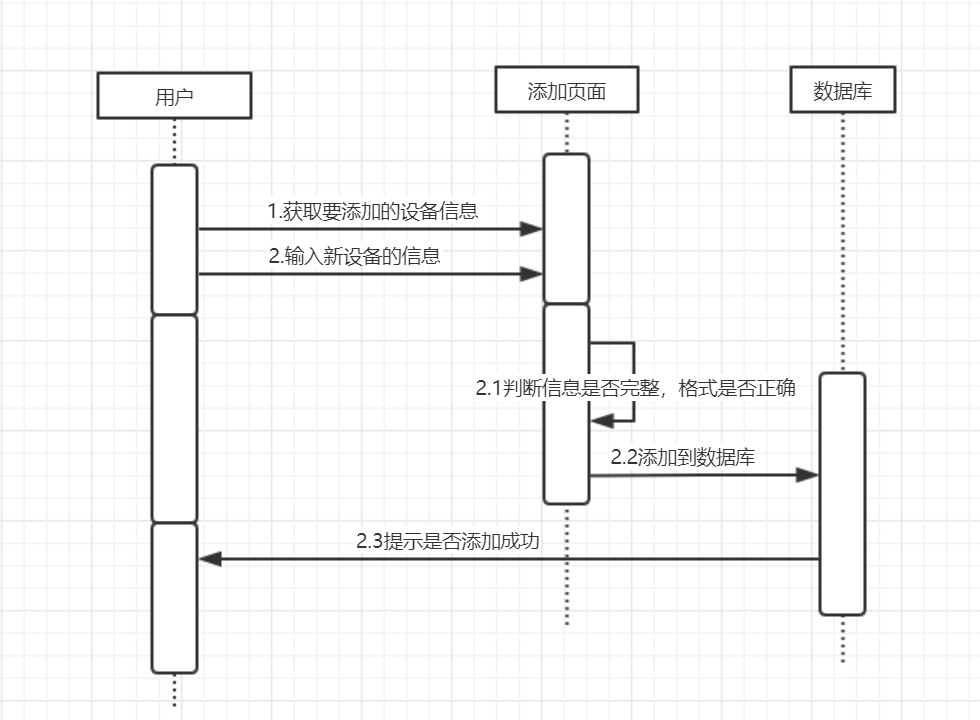 用户
添加页面
数据库
1.获取要添加的设备信息
2.输入新设备的信息
2.1判断信息是否完整，格式是否正确
2.2添加到数据库
2.3提示是否添加成功